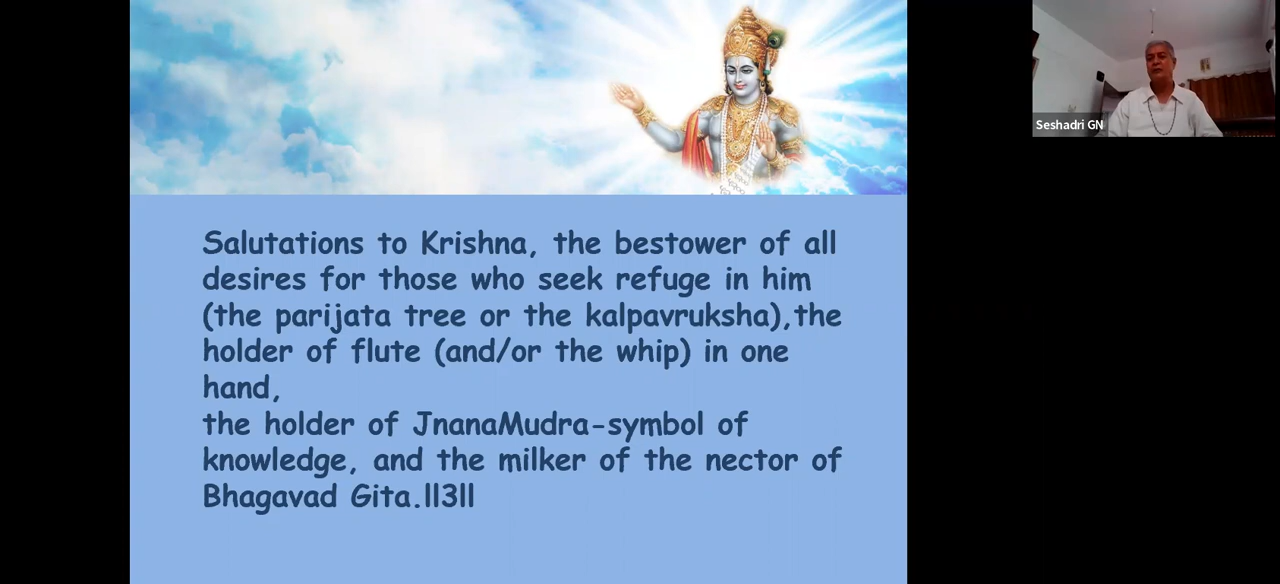 Salutations to Krishna, the bestower of all
desires for those who seek refuge in him
(the parijata tree or the kalpavruksha),the
holder of flute (and/or the whip) in one
hand,
the holder of JnanaMudra-symbol of
knowledge, and the milker of the nector of
Bhagavad Gita.ll3ll
Seshadri GN